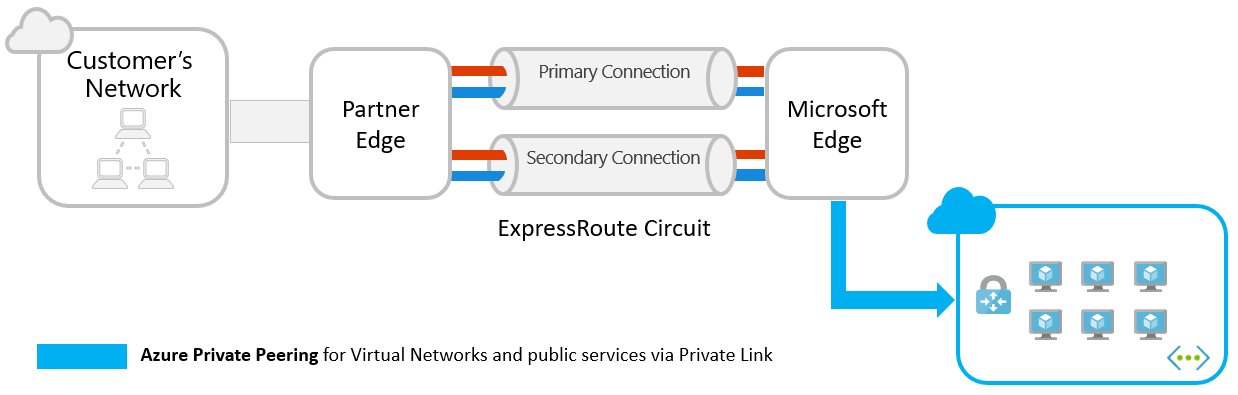 Customer's
Network
Partner
Edge
Primary Connection
Secondary Connection
Microsoft
Edge
ExpressRoute Circuit
Azure Private Peering for Virtual Networks and public services via Private Link